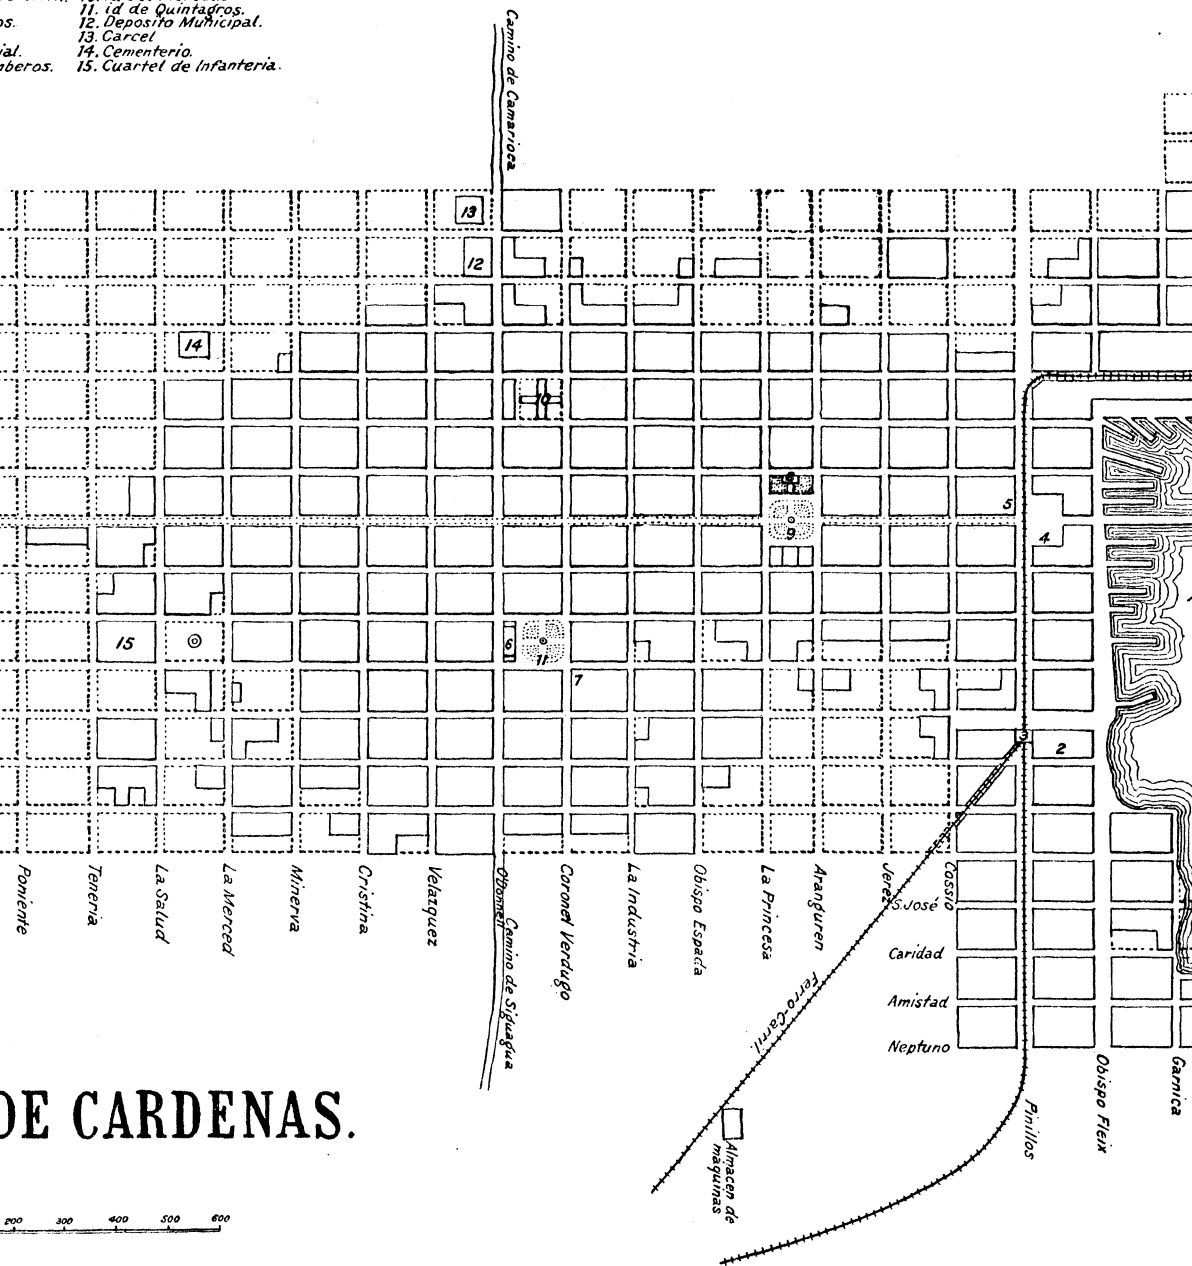 11. id de Quintagros.
os. 12. Deposito Municipal.
13. Carcel
ial. 14. Cementerio.
mberos. 15. Cuartel de Infanteria.
Camino de Camarioca
13
12
14
10
8
5
9
4
15
6
11
7
3
2
Poniente
Teneria
La Salud
La Merced
Minerva
Cristina
Velazquez
O'Donnell
Camino de Siguagua
Coronel Verdugo
La Industria
Obispo Espada
La Princesa
Aranguren
Jerez
Cossio
S. José
Caridad
Amistad
Neptuno
Ferro-Carril.
Pinillos
Obispo Fleix
Garnica
Almacen de
maquinas
DE CARDENAS.
200 300 400 500 600